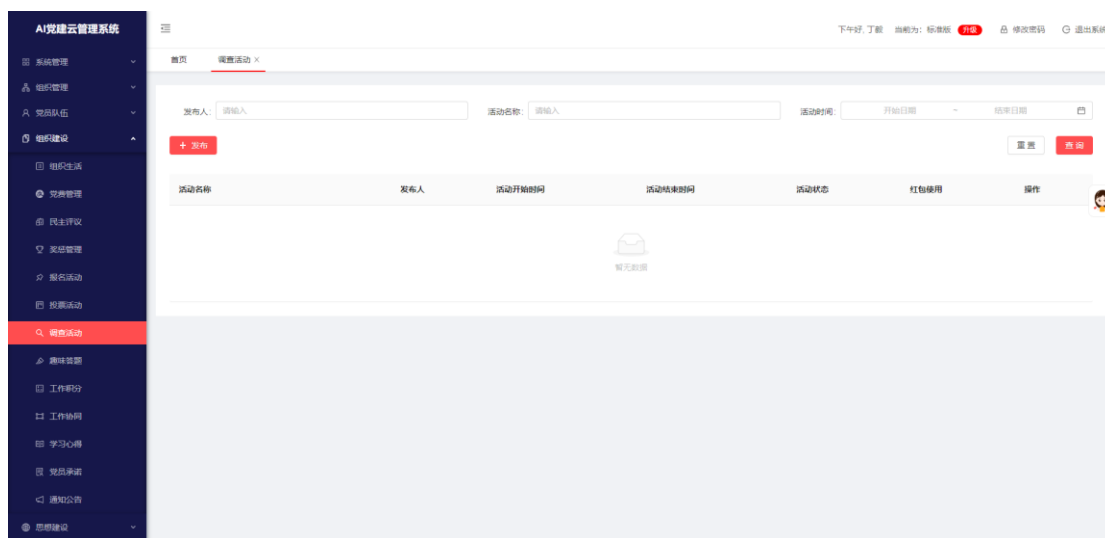 AI党建云管理系统
下午好, 丁毅 当前为：标准版 升级 修改密码 退出系统
系统管理
首页 调查活动 ×
组织管理
党员队伍
发布人： 请输入 活动名称： 请输入 活动时间： 开始日期 ~ 结束日期
组织建设
+ 发布 重置 查询
组织生活
活动名称 发布人 活动开始时间 活动结束时间 活动状态 红包使用 操作
党费管理
民主评议
奖惩管理
暂无数据
报名活动
投票活动
调查活动
趣味答题
工作积分
工作协同
学习心得
党员承诺
通知公告
思想建设